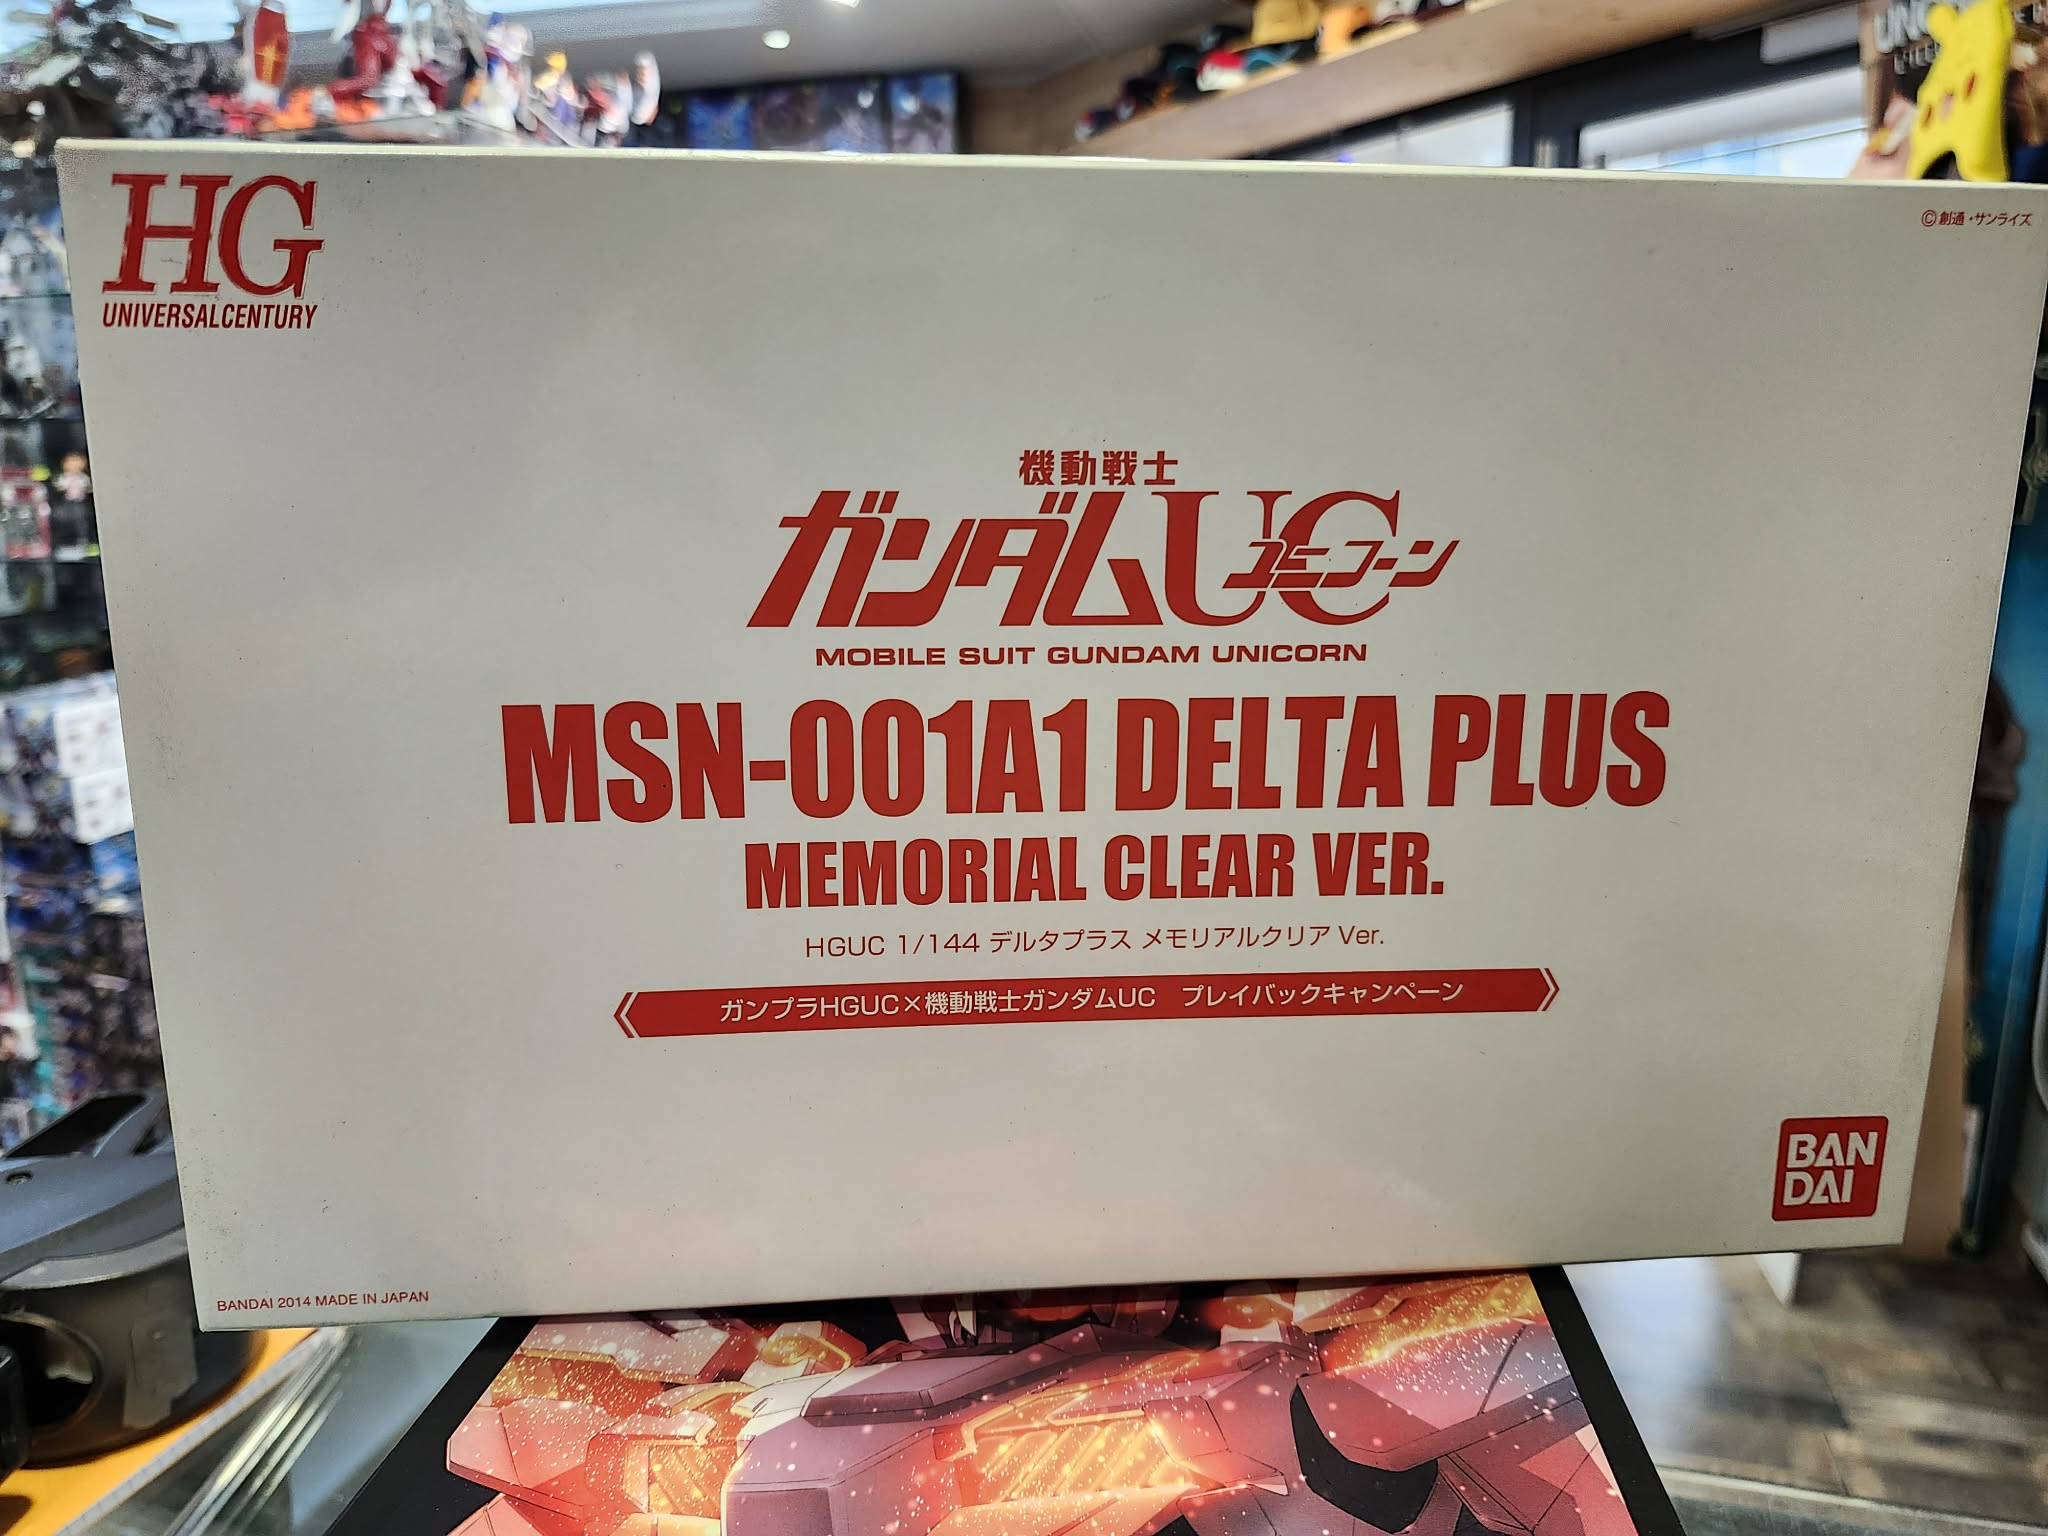 HG
UNIVERSALCENTURY
©創通・サンライズ
機動戦士
ガンダムUC
ユニコーン
MOBILE SUIT GUNDAM UNICORN
MSN-001A1 DELTA PLUS
MEMORIAL CLEAR VER.
HGUC 1/144 デルタプラス メモリアルクリア Ver.
ガンプラHGUC×機動戦士ガンダムUC プレイバックキャンペーン
BAN
DAI
BANDAI 2014 MADE IN JAPAN